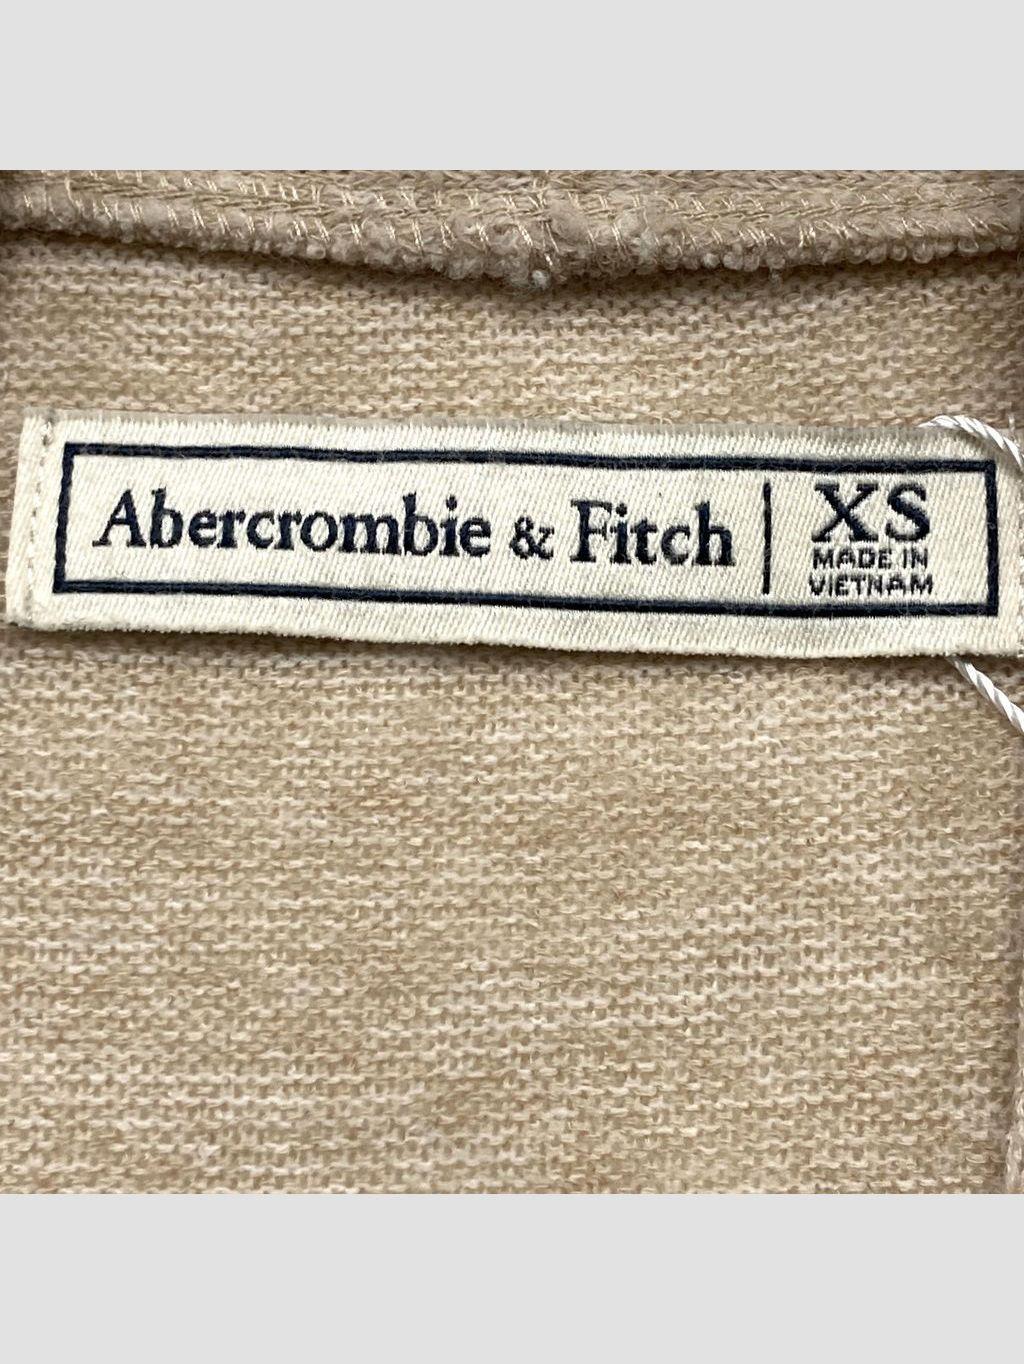 Abercrombie & Fitch
XS
MADE IN
VIETNAM